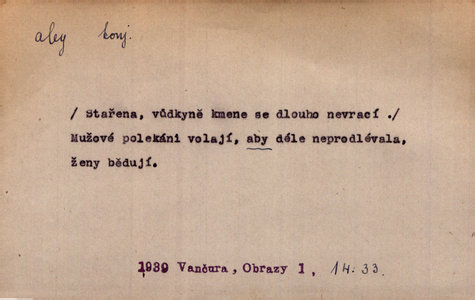 aby konj.
/ Stařena, vůdkyně kmene se dlouho nevrací ./
Mužové polekáni volají, aby déle neprodlévala,
ženy bědují.
1939 Vančura, Obrazy 1, 14.33.